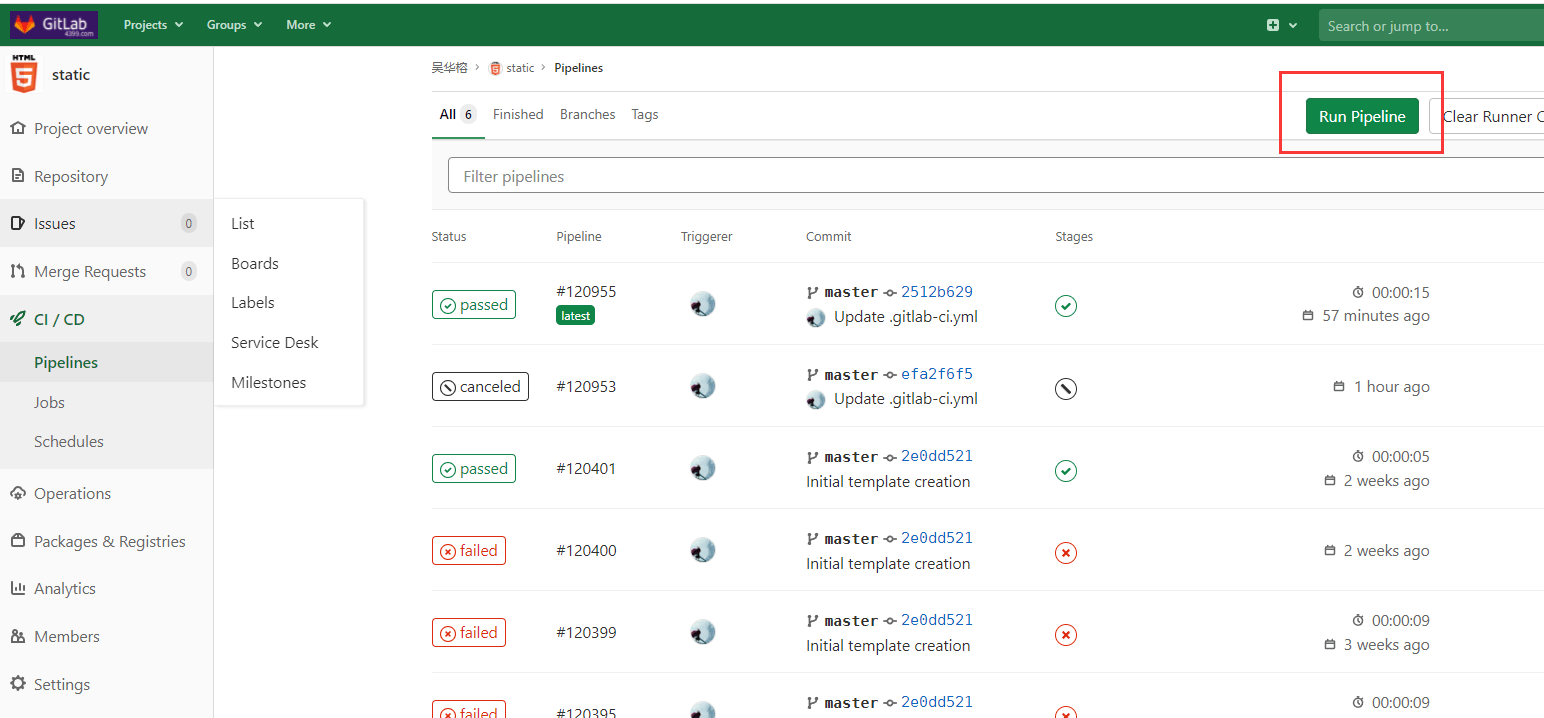 GitLab Projects Groups More Search or jump to...
4399.com
HTML
5
static
吴华榕 > static > Pipelines
All 6 Finished Branches Tags Run Pipeline Clear Runner C
Project overview
Repository
Issues 0
Merge Requests 0
CI / CD
Pipelines
Jobs
Schedules
Operations
Packages & Registries
Analytics
Members
Settings
List
Boards
Labels
Service Desk
Milestones
Filter pipelines
Status Pipeline Triggerer Commit Stages
passed #120955 master 2512b629 00:00:15
latest Update .gitlab-ci.yml 57 minutes ago
canceled #120953 master efa2f6f5 1 hour ago
Update .gitlab-ci.yml
passed #120401 master 2e0dd521 00:00:05
Initial template creation 2 weeks ago
failed #120400 master 2e0dd521 2 weeks ago
Initial template creation
failed #120399 master 2e0dd521 00:00:09
Initial template creation 3 weeks ago
failed #120395 master 2e0dd521 00:00:09